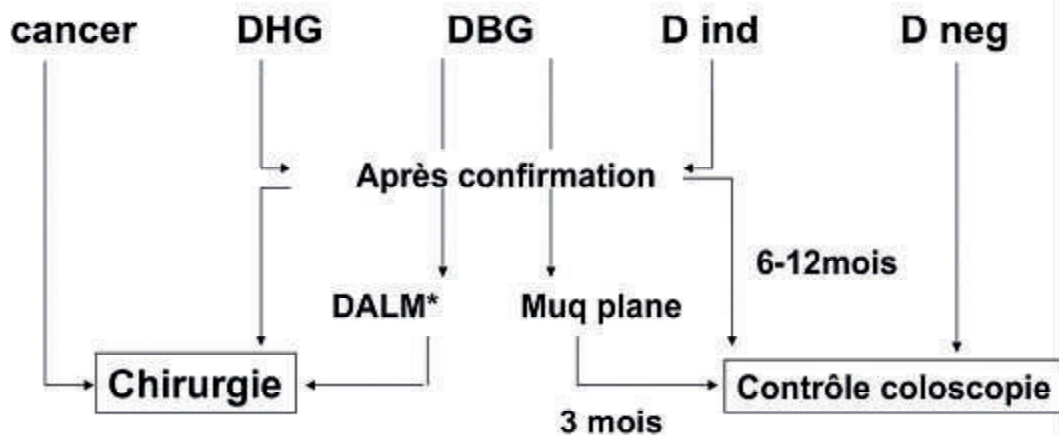 cancer DHG DBG D ind D neg
Après confirmation
6-12mois
DALM* Muq plane
Chirurgie Contrôle coloscopie
3 mois